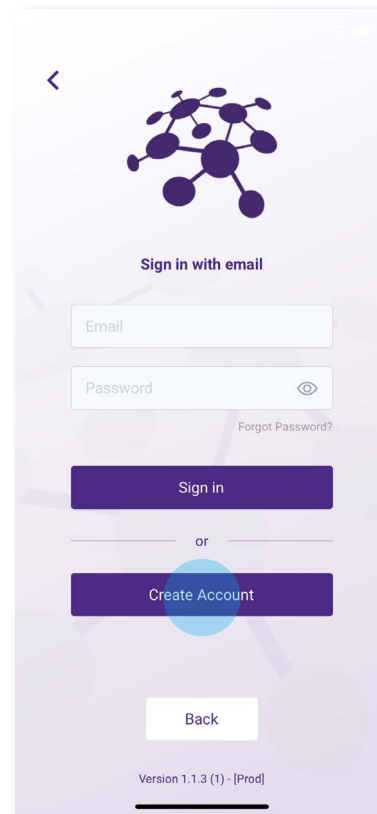 Sign in with email
Email
Password
Forgot Password?
Sign in
or
Create Account
Back
Version 1.1.3 (1) - [Prod]